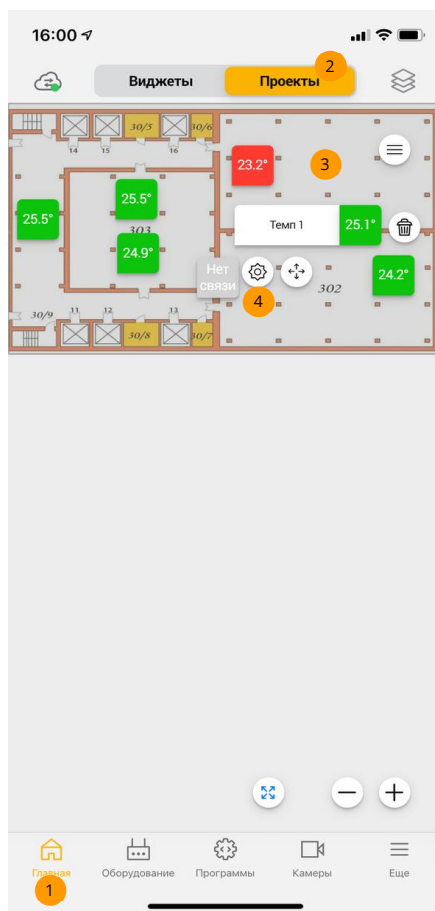 16:00
Виджеты
Проекты
2
30/5
30/6
14
15
16
23.2°
3
25.5°
25.5°
303
Темп 1
25.1°
24.9°
Нет
связи
4
302
24.2°
30/9
11
12
13
30/8
30/7
Главная
Оборудование
Программы
Камеры
Еще
1